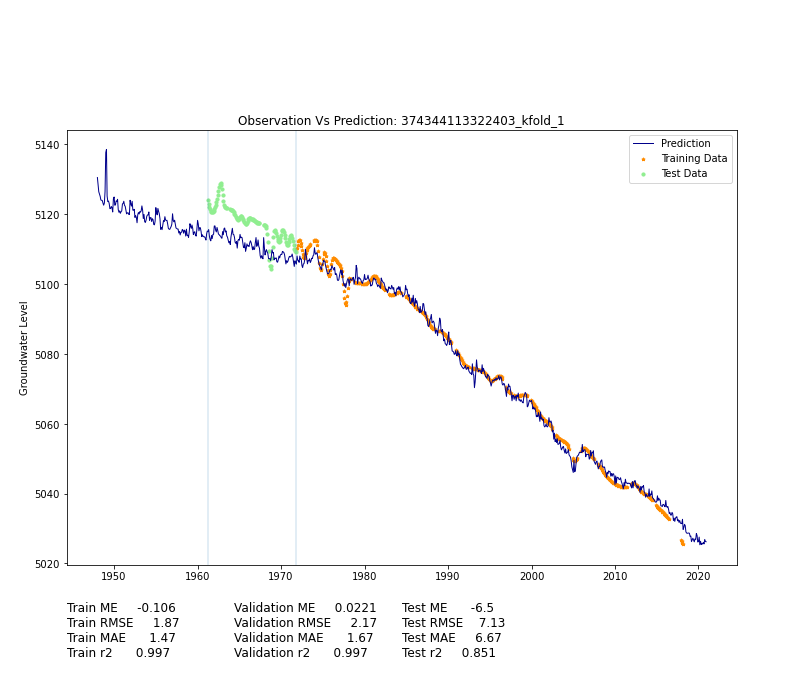 Observation Vs Prediction: 374344113322403_kfold_1
Prediction
Training Data
Test Data
5140
5120
5100
5080
5060
5040
5020
Groundwater Level
1950 1960 1970 1980 1990 2000 2010 2020
Train ME -0.106 Validation ME 0.0221 Test ME -6.5
Train RMSE 1.87 Validation RMSE 2.17 Test RMSE 7.13
Train MAE 1.47 Validation MAE 1.67 Test MAE 6.67
Train r2 0.997 Validation r2 0.997 Test r2 0.851